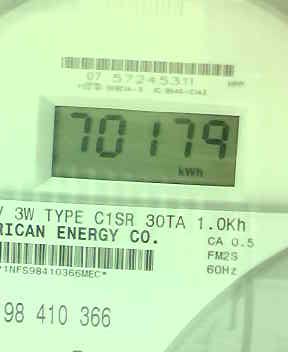 07 57245311
70179
kWh
V 3W TYPE C1SR 30TA 1.0Kh
RICAN ENERGY CO.
CA 0.5
FM2S
*1NFS98410366MEC*
60Hz
98 410 366